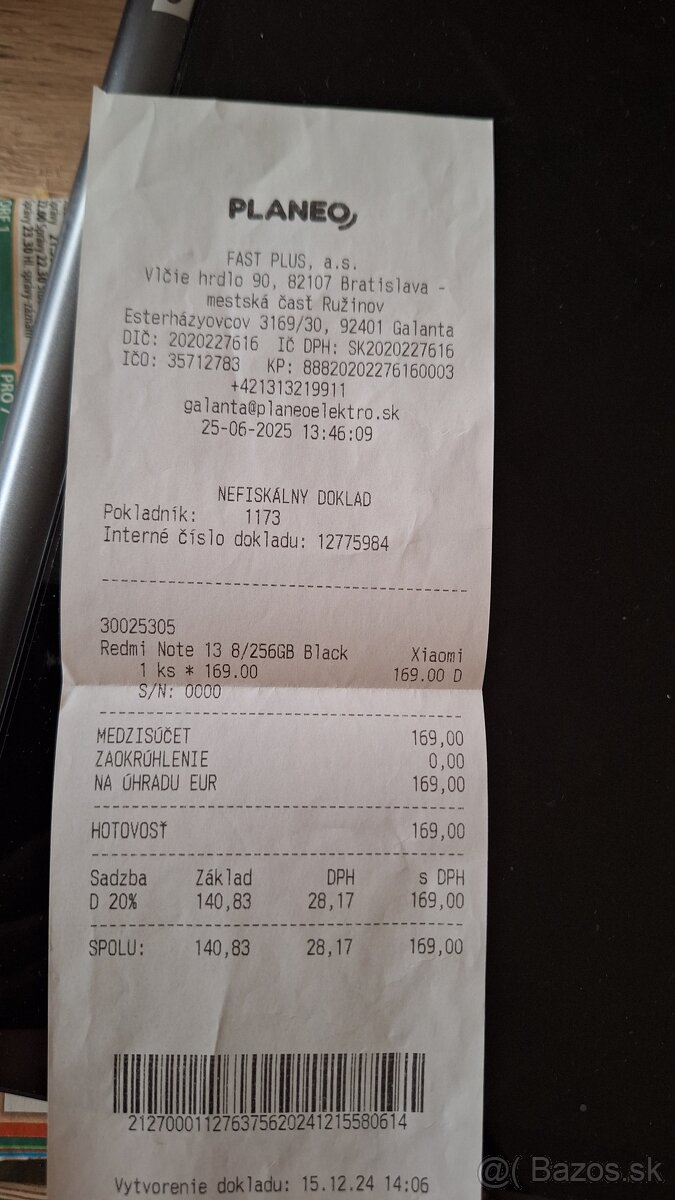 PLANEO
FAST PLUS, a.s.
Vlčie hrdlo 90, 82107 Bratislava -
mestská časť Ružinov
Esterházyovcov 3169/30, 92401 Galanta
DIČ: 2020227616 IČ DPH: SK2020227616
IČO: 35712783 KP: 88820202276160003
+421313219911
galanta@planeoelektro.sk
25-06-2025 13:46:09
NEFISKÁLNY DOKLAD
Pokladník: 1173
Interné číslo dokladu: 12775984
30025305
Redmi Note 13 8/256GB Black Xiaomi
1 ks * 169.00 169.00 D
S/N: 0000
MEDZISÚČET 169,00
ZAOKRÚHLENIE 0,00
NA ÚHRADU EUR 169,00
HOTOVOSŤ 169,00
Sadzba Základ DPH s DPH
D 20% 140,83 28,17 169,00
SPOLU: 140,83 28,17 169,00
212700011276375620241215580614
Vytvorenie dokladu: 15.12.24 14:06
@( Bazos.sk
ORF 1
PRO 7